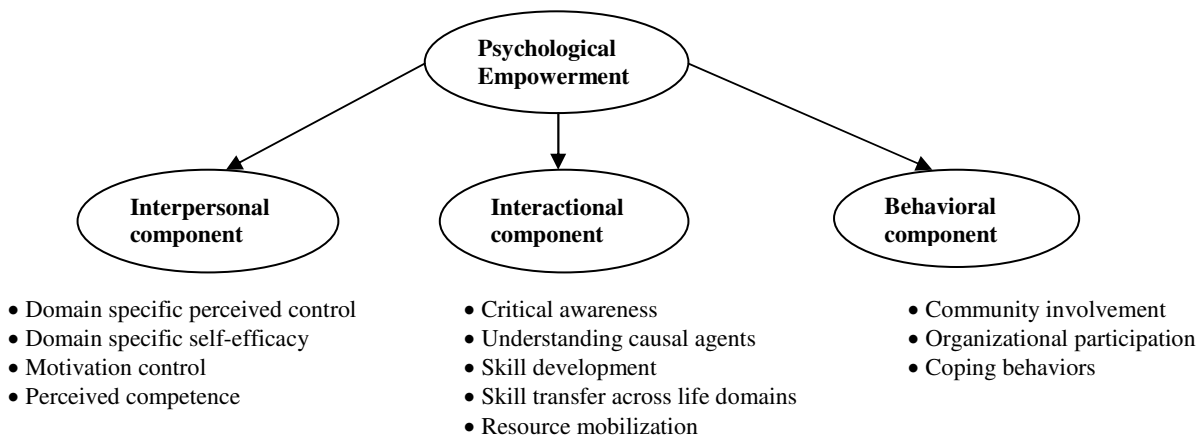 Psychological
Empowerment
Interpersonal
component
Interactional
component
Behavioral
component
• Domain specific perceived control
• Domain specific self-efficacy
• Motivation control
• Perceived competence
• Critical awareness
• Understanding causal agents
• Skill development
• Skill transfer across life domains
• Resource mobilization
• Community involvement
• Organizational participation
• Coping behaviors